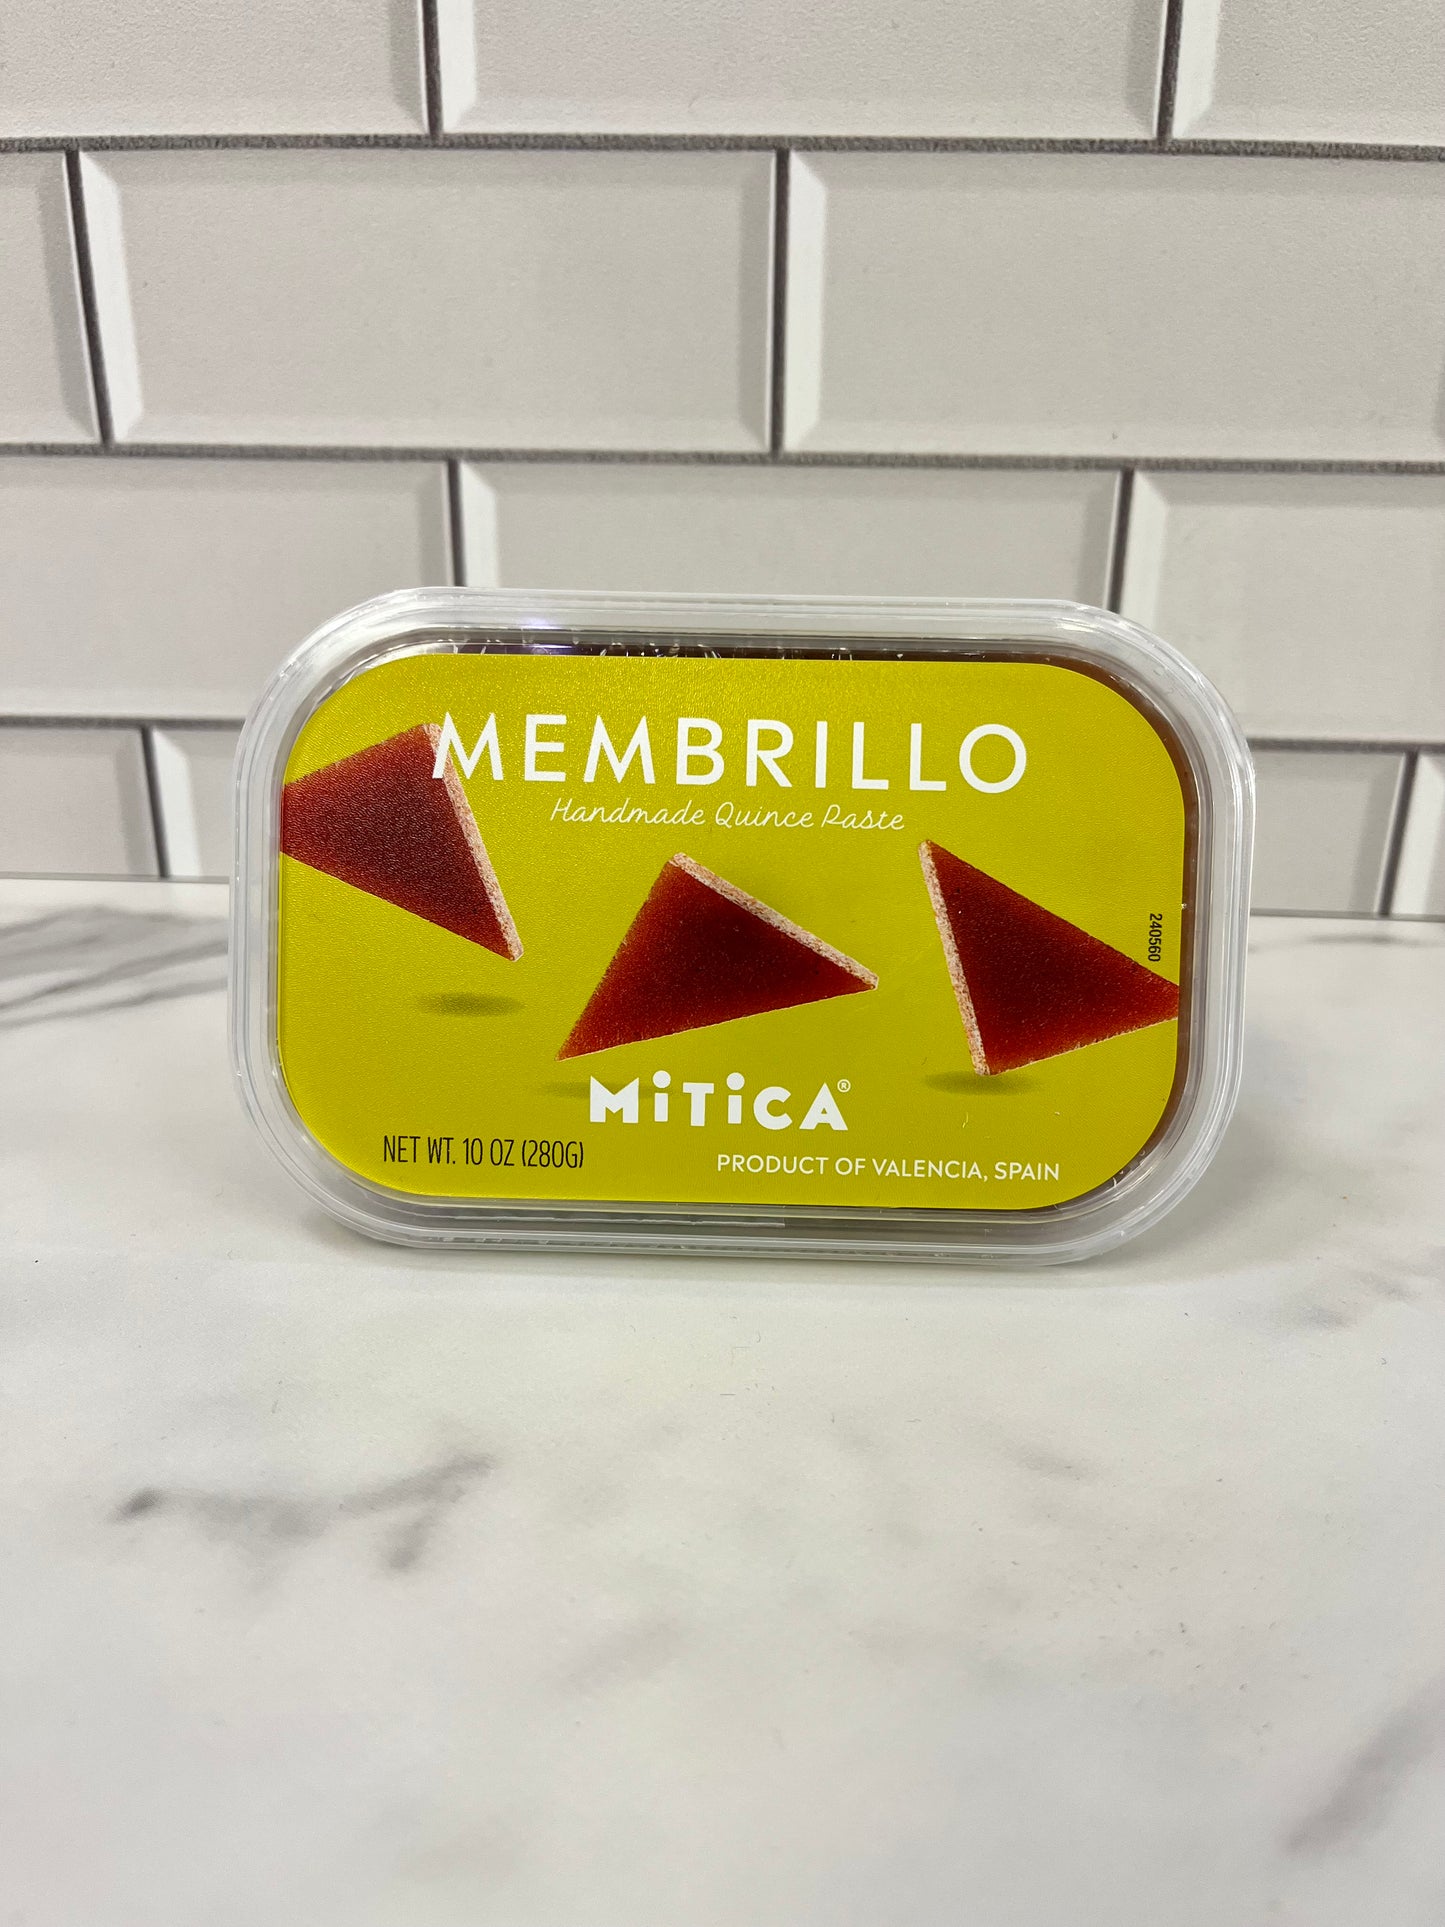 MEMBRILLO
Handmade Quince Paste
240560
MiTiCA®
NET WT. 10 OZ (280G)
PRODUCT OF VALENCIA, SPAIN